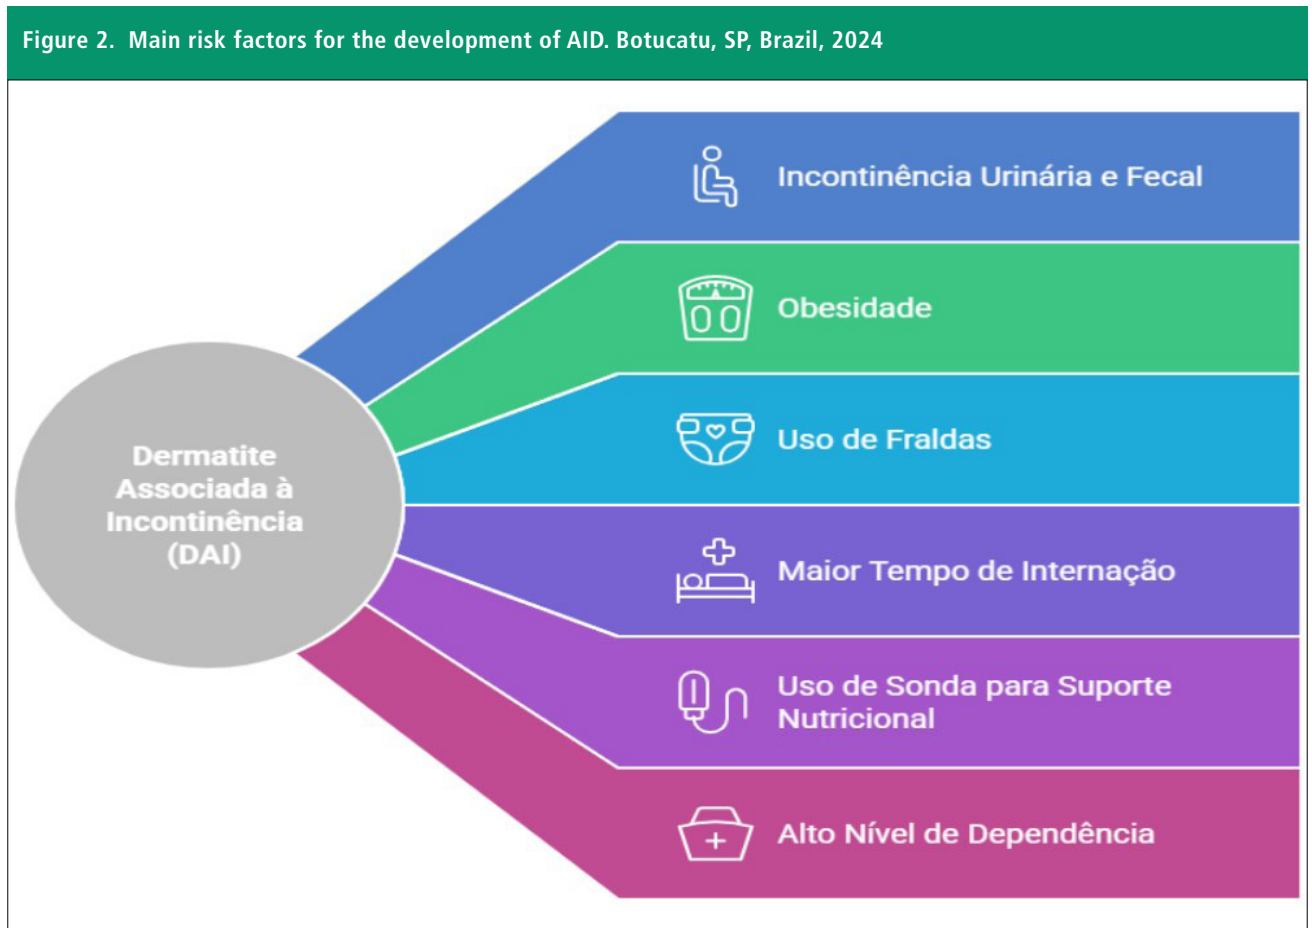 Figure 2. Main risk factors for the development of AID. Botucatu, SP, Brazil, 2024
Dermatite
Associada à
Incontinência
(DAI)
Incontinência Urinária e Fecal
Obesidade
Uso de Fraldas
Maior Tempo de Internação
Uso de Sonda para Suporte
Nutricional
Alto Nível de Dependência